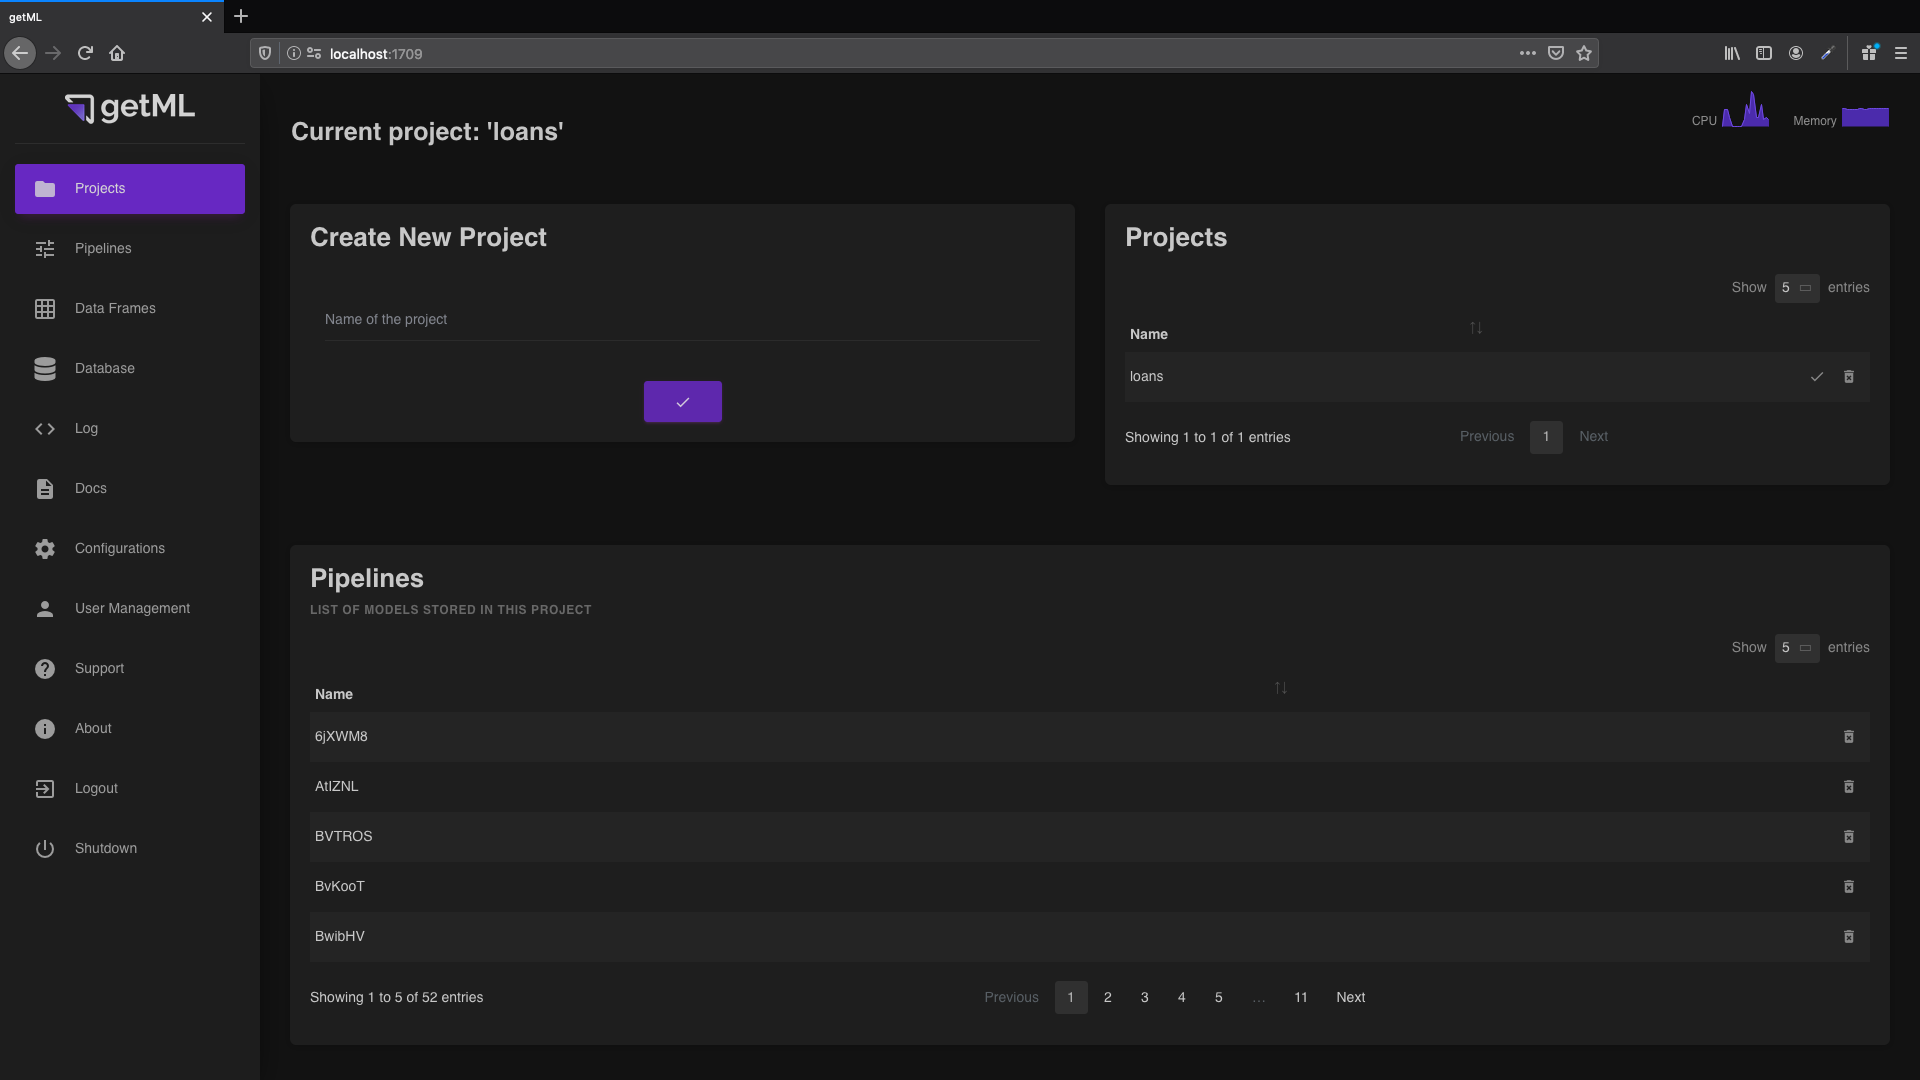 getML
localhost:1709
getML
Projects
Pipelines
Data Frames
Database
Log
Docs
Configurations
User Management
Support
About
Logout
Shutdown
Current project: 'loans'
CPU
Memory
Create New Project
Name of the project
Projects
Show 5 entries
Name
loans
Showing 1 to 1 of 1 entries
Previous 1 Next
Pipelines
LIST OF MODELS STORED IN THIS PROJECT
Show 5 entries
Name
6jXWM8
AtIZNL
BVTROS
BvKooT
BwibHV
Showing 1 to 5 of 52 entries
Previous 1 2 3 4 5 … 11 Next